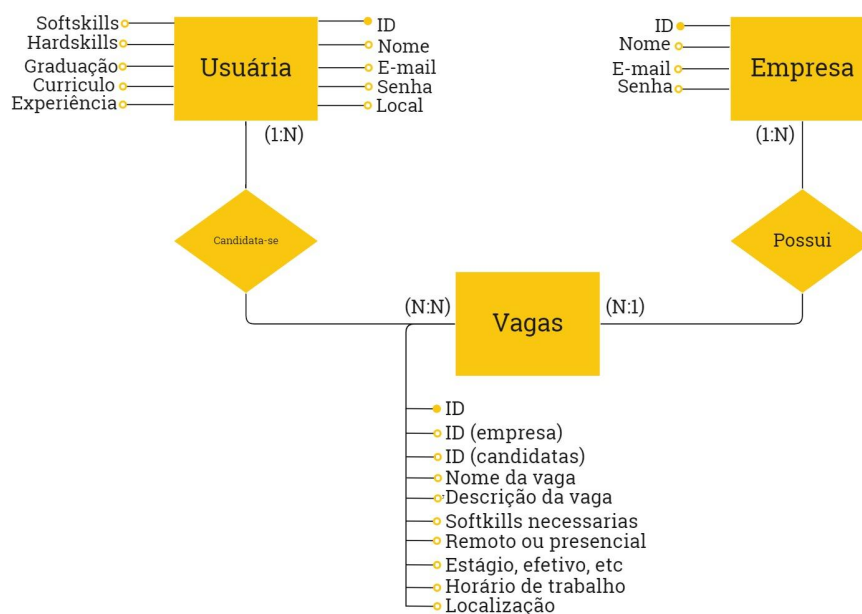 Softskills
Hardskills
Graduação
Curriculo
Experiência
Usuária
ID
Nome
E-mail
Senha
Local
ID
Nome
E-mail
Senha
Empresa
(1:N)
(1:N)
Candidata-se
Possui
(N:N)
Vagas
(N:1)
ID
ID (empresa)
ID (candidatas)
Nome da vaga
Descrição da vaga
Softkills necessarias
Remoto ou presencial
Estágio, efetivo, etc
Horário de trabalho
Localização